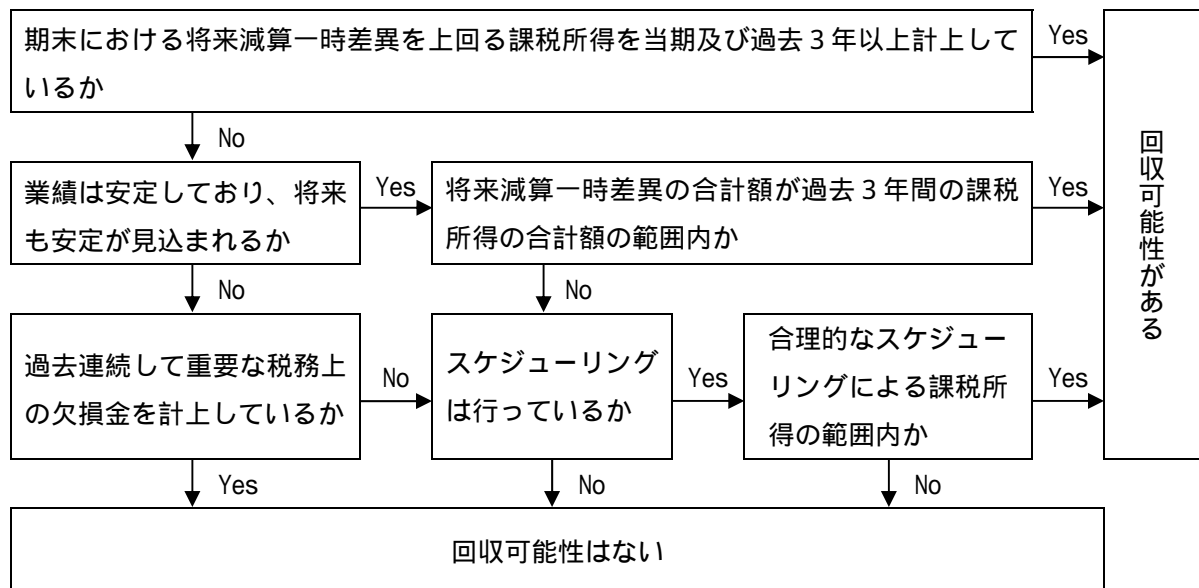 期末における将来減算一時差異を上回る課税所得を当期及び過去3年以上計上して
いるか
Yes
No
業績は安定しており、将来
も安定が見込まれるか
Yes
将来減算一時差異の合計額が過去3年間の課税
所得の合計額の範囲内か
Yes
回収可能性がある
No
No
過去連続して重要な税務上
の欠損金を計上しているか
No
スケジューリング
は行っているか
Yes
合理的なスケジュー
リングによる課税所
得の範囲内か
Yes
Yes
No
No
回収可能性はない